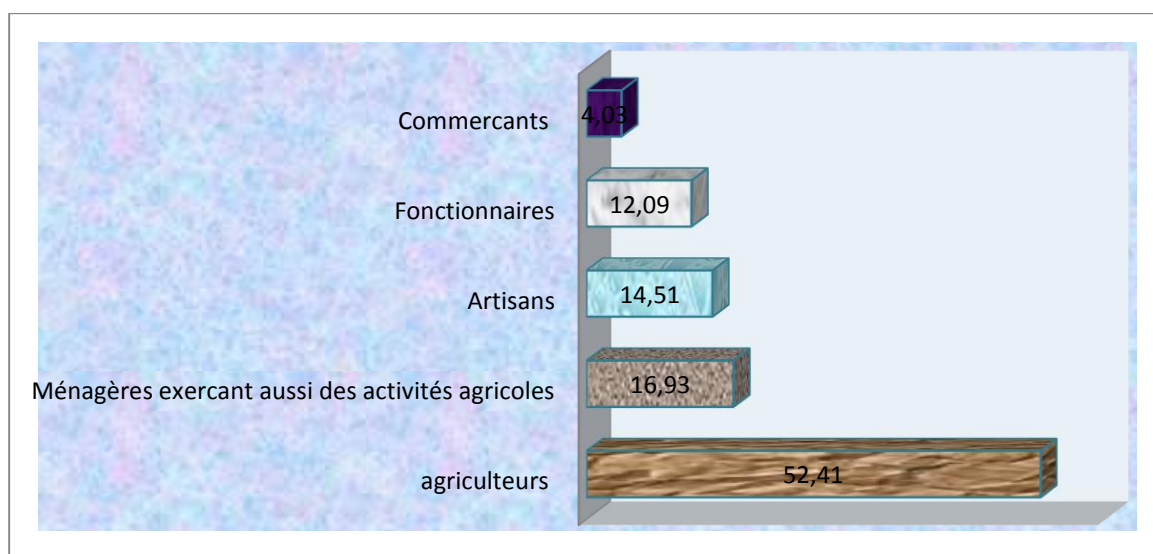 Commercants 4,03
Fonctionnaires 12,09
Artisans 14,51
Ménagères exercant aussi des activités agricoles 16,93
agriculteurs 52,41